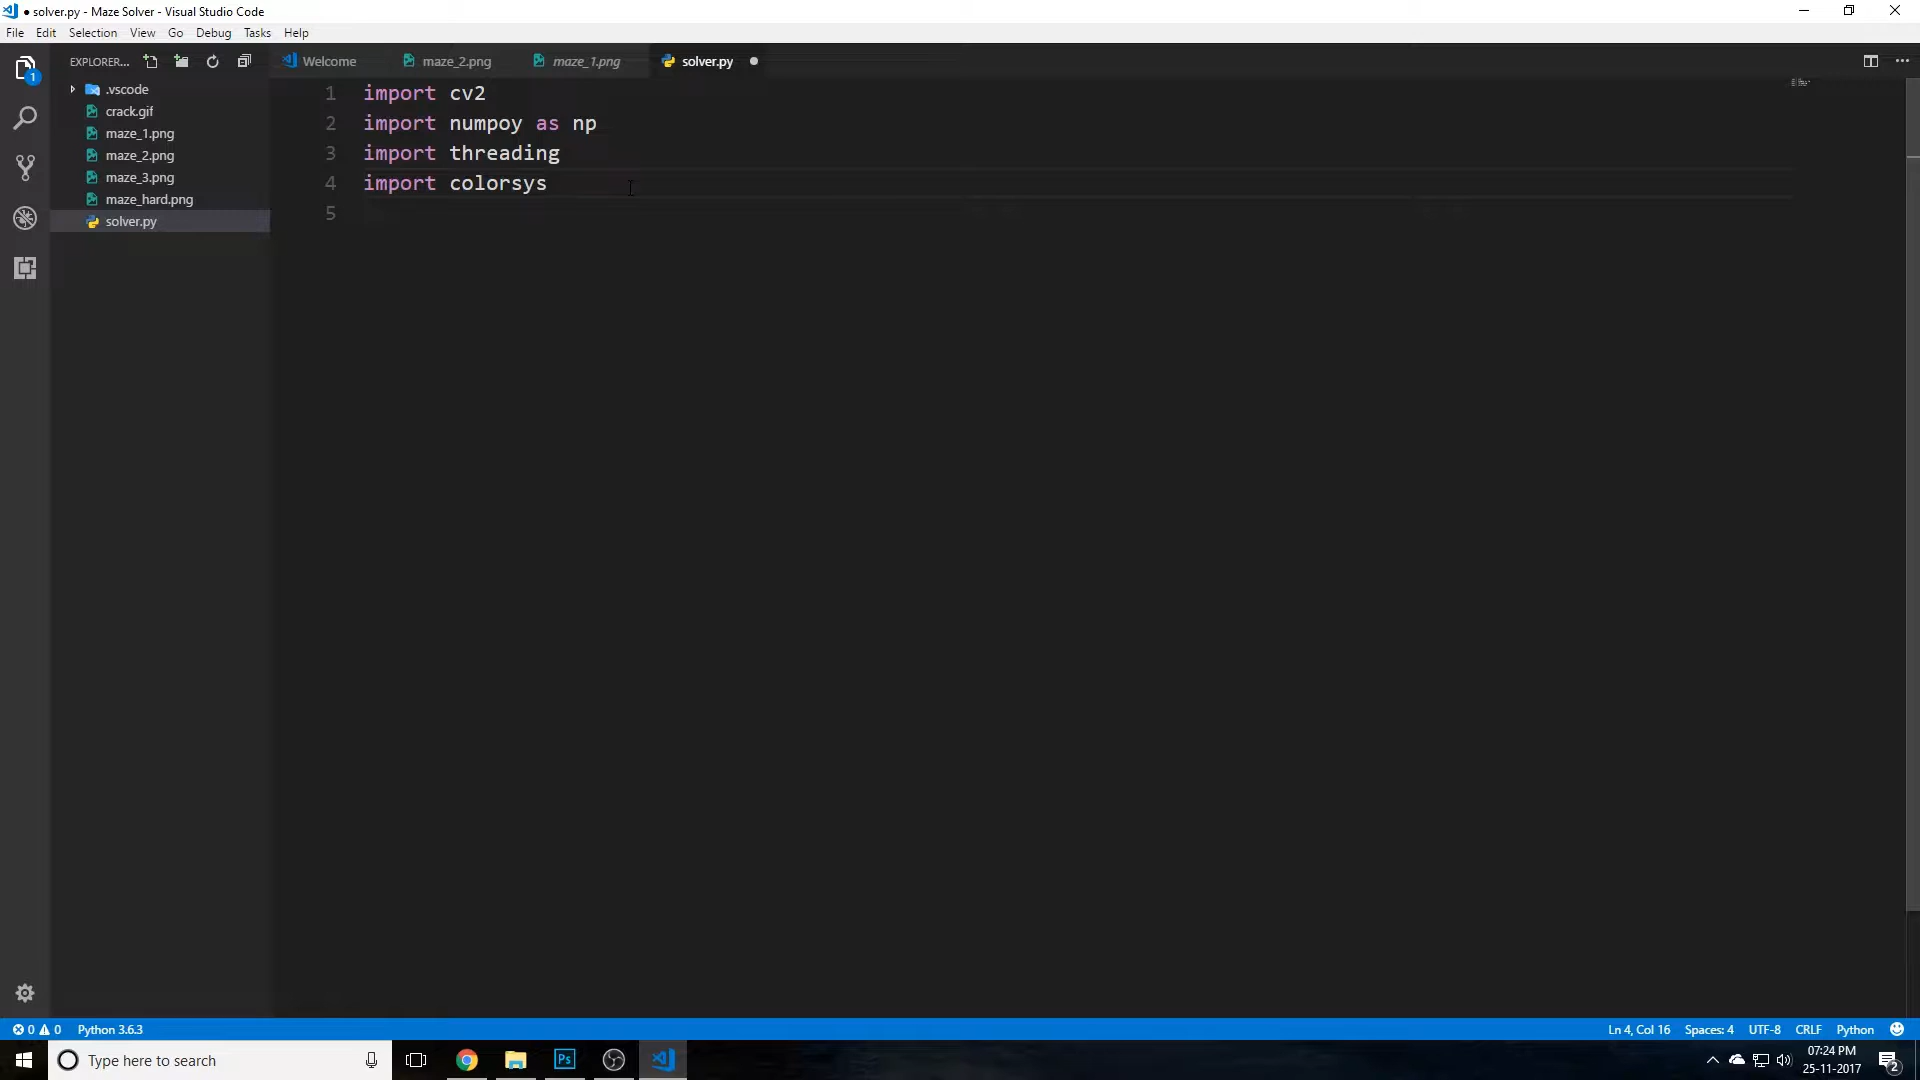 ● solver.py - Maze Solver - Visual Studio Code
File Edit Selection View Go Debug Tasks Help
EXPLORER...
Welcome maze_2.png maze_1.png solver.py ●
.vscode
crack.gif
maze_1.png
maze_2.png
maze_3.png
maze_hard.png
solver.py
1
1 import cv2
2 import numpoy as np
3 import threading
4 import colorsys
5
0 0 Python 3.6.3
Ln 4, Col 16 Spaces: 4 UTF-8 CRLF Python
Type here to search
Ps
07:24 PM
25-11-2017
2